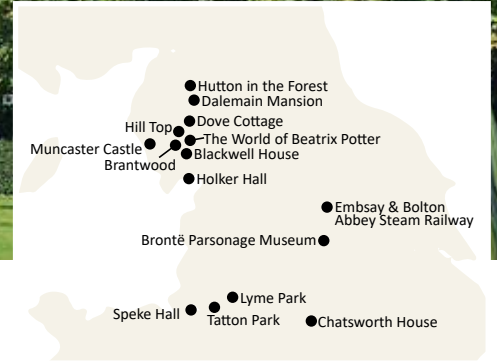 Hutton in the Forest
Dalemain Mansion
Dove Cottage
Hill Top
The World of Beatrix Potter
Muncaster Castle
Brantwood
Blackwell House
Holker Hall
Embsay & Bolton
Abbey Steam Railway
Brontë Parsonage Museum
Lyme Park
Speke Hall
Tatton Park
Chatsworth House